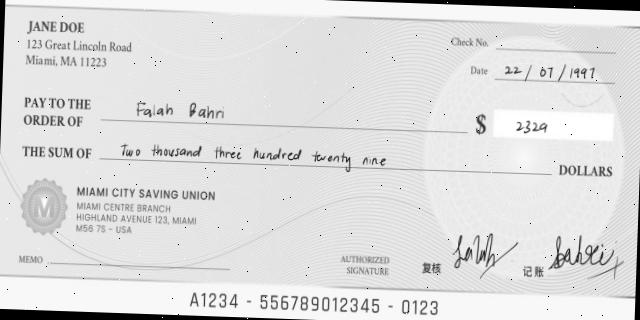 JANE DOE
123 Great Lincoln Road
Miami, MA 11223
Check No.
Date 22/07/1997
PAY TO THE
ORDER OF Falah Bahri
$ 2329
THE SUM OF Two thousand three hundred twenty nine DOLLARS
M
MIAMI CITY SAVING UNION
MIAMI CENTRE BRANCH
HIGHLAND AVENUE 123, MIAMI
M56 7S - USA
MEMO
AUTHORIZED
SIGNATURE
复核 Falah
记账 Bahri
A1234 - 556789012345 - 0123